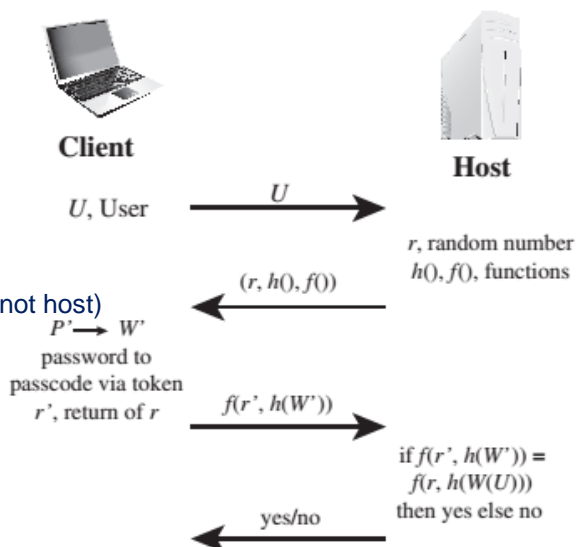 Client
Host
U, User
U
r, random number
h(), f(), functions
(r, h(), f())
not host)
P’ → W’
password to
passcode via token
r’, return of r
f(r’, h(W’))
if f(r’, h(W’)) =
f(r, h(W(U)))
then yes else no
yes/no